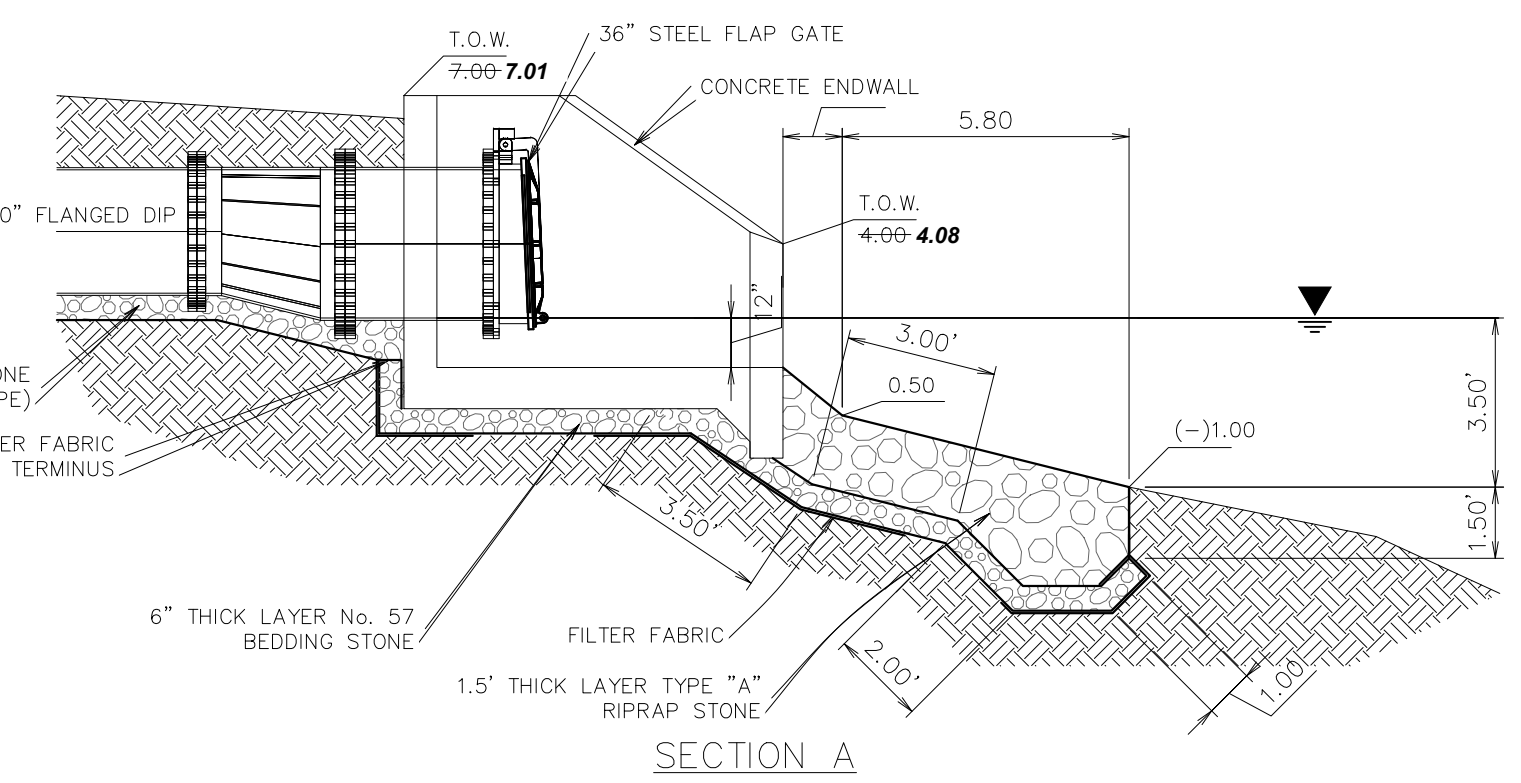 T.O.W.
7.00 7.01
36" STEEL FLAP GATE
CONCRETE ENDWALL
5.80
0" FLANGED DIP
T.O.W.
4.00 4.08
12"
3.00'
0.50
(-)1.00
3.50'
1.50'
ONE
PE)
ER FABRIC
TERMINUS
3.50'
6" THICK LAYER No. 57
BEDDING STONE
FILTER FABRIC
2.00'
1.00
1.5' THICK LAYER TYPE "A"
RIPRAP STONE
SECTION A